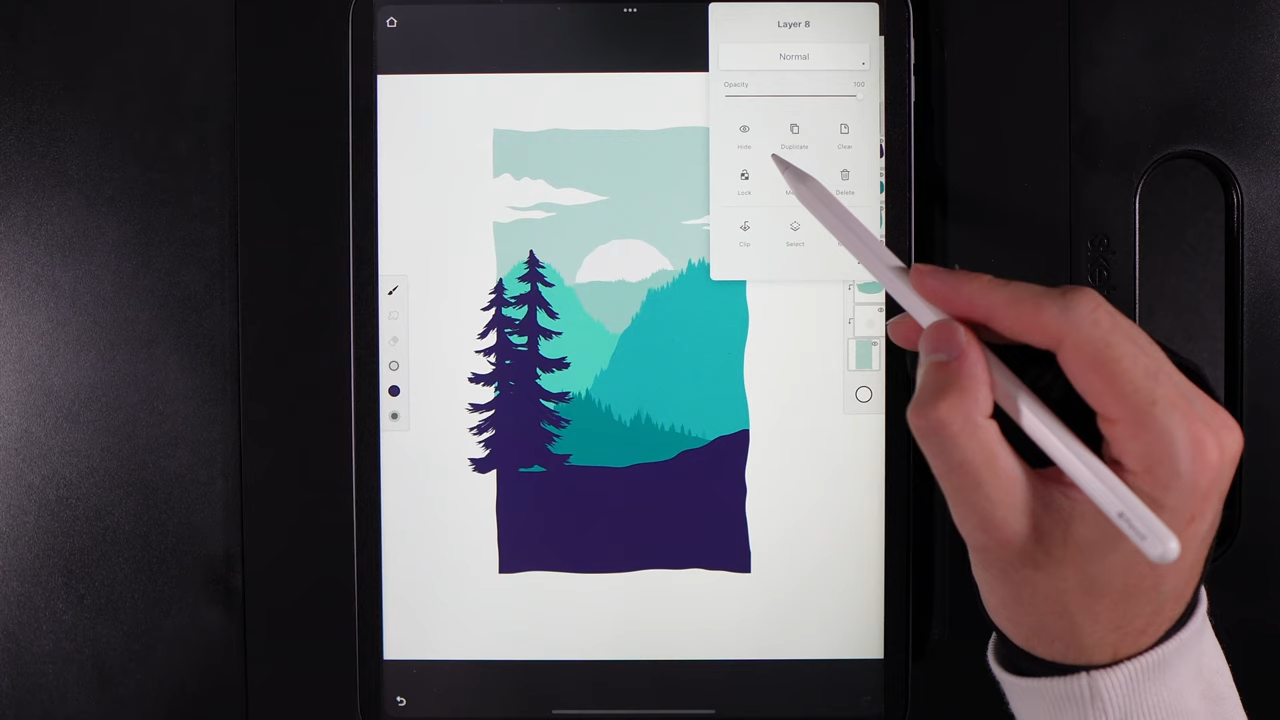 Layer 8
Normal
Opacity 100
Hide Duplicate Clear
Lock Delete
Clip Select